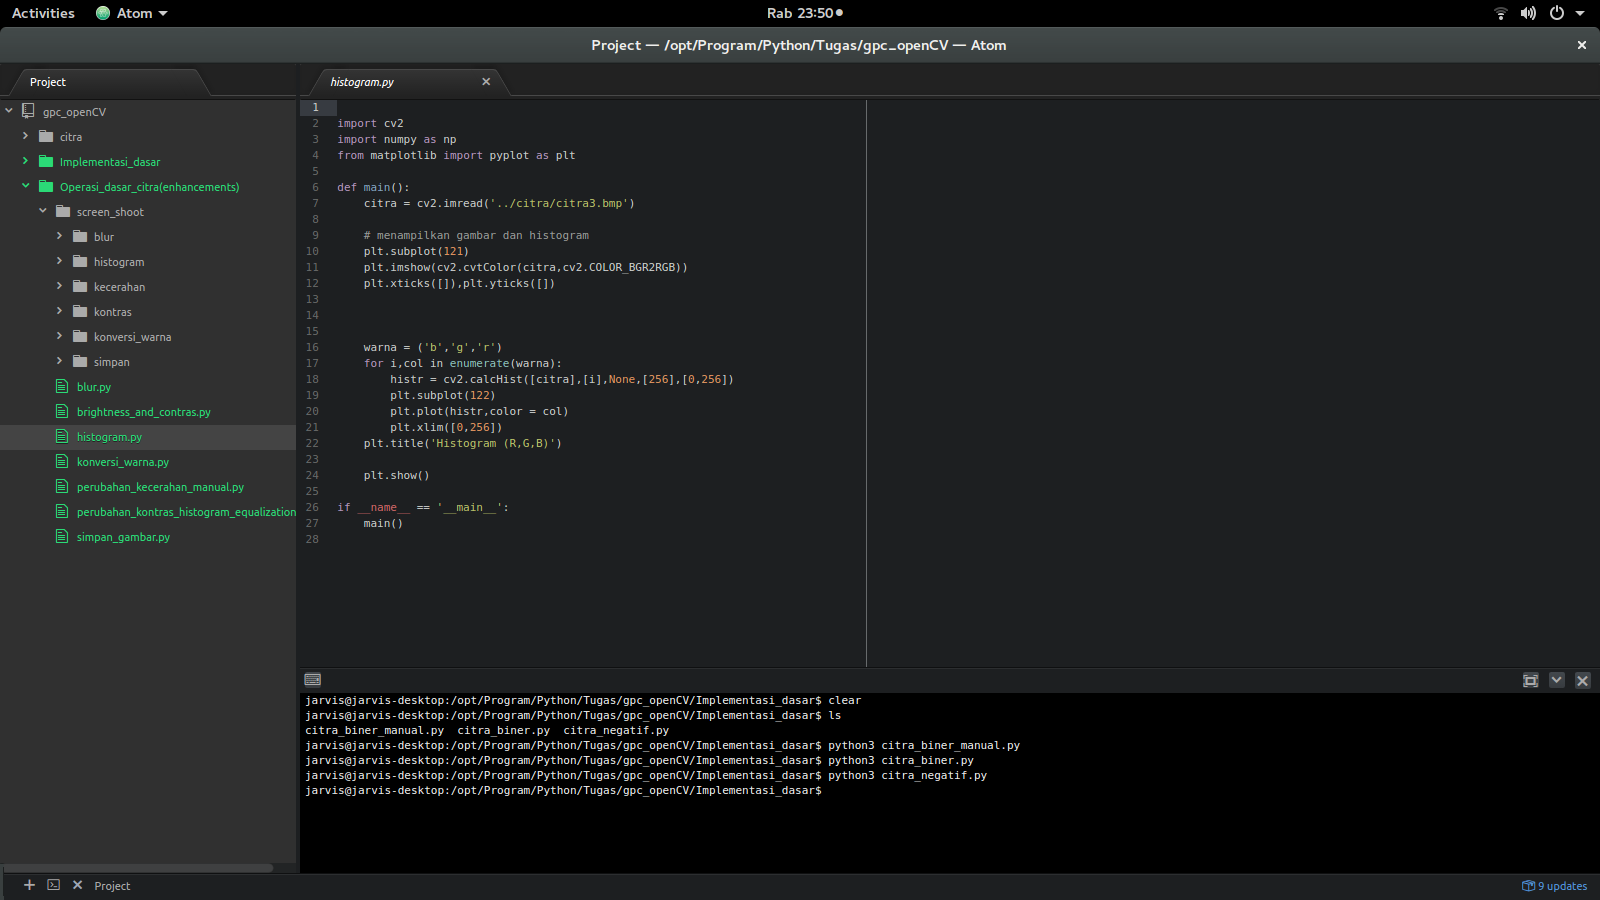 Activities Atom Rab 23:50
Project — /opt/Program/Python/Tugas/gpc_openCV — Atom
Project
gpc_openCV
citra
Implementasi_dasar
Operasi_dasar_citra(enhancements)
screen_shoot
blur
histogram
kecerahan
kontras
konversi_warna
simpan
blur.py
brightness_and_contras.py
histogram.py
konversi_warna.py
perubahan_kecerahan_manual.py
perubahan_kontras_histogram_equalization
simpan_gambar.py
histogram.py
1
2 import cv2
3 import numpy as np
4 from matplotlib import pyplot as plt
5
6 def main():
7     citra = cv2.imread('../citra/citra3.bmp')
8
9     # menampilkan gambar dan histogram
10     plt.subplot(121)
11     plt.imshow(cv2.cvtColor(citra,cv2.COLOR_BGR2RGB))
12     plt.xticks([]),plt.yticks([])
13
14
15
16     warna = ('b','g','r')
17     for i,col in enumerate(warna):
18         histr = cv2.calcHist([citra],[i],None,[256],[0,256])
19         plt.subplot(122)
20         plt.plot(histr,color = col)
21         plt.xlim([0,256])
22     plt.title('Histogram (R,G,B)')
23
24     plt.show()
25
26 if __name__ == '__main__':
27     main()
28
jarvis@jarvis-desktop:/opt/Program/Python/Tugas/gpc_openCV/Implementasi_dasar$ clear
jarvis@jarvis-desktop:/opt/Program/Python/Tugas/gpc_openCV/Implementasi_dasar$ ls
citra_biner_manual.py  citra_biner.py  citra_negatif.py
jarvis@jarvis-desktop:/opt/Program/Python/Tugas/gpc_openCV/Implementasi_dasar$ python3 citra_biner_manual.py
jarvis@jarvis-desktop:/opt/Program/Python/Tugas/gpc_openCV/Implementasi_dasar$ python3 citra_biner.py
jarvis@jarvis-desktop:/opt/Program/Python/Tugas/gpc_openCV/Implementasi_dasar$ python3 citra_negatif.py
jarvis@jarvis-desktop:/opt/Program/Python/Tugas/gpc_openCV/Implementasi_dasar$
Project 9 updates